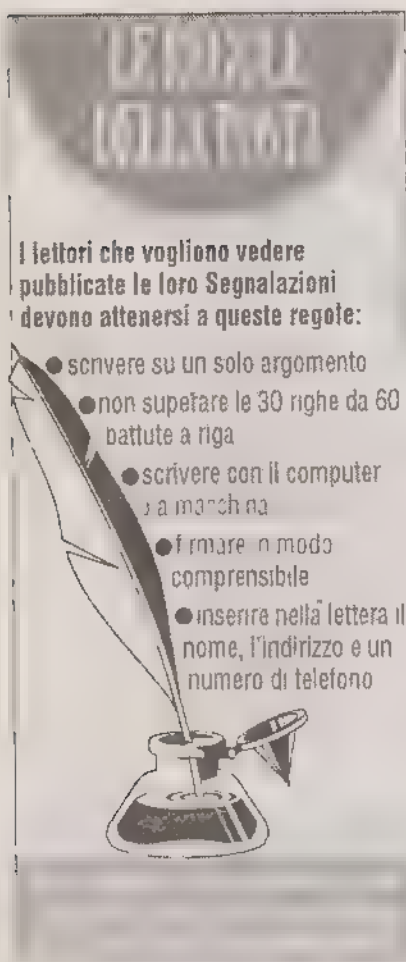 I lettori che vogliono vedere
pubblicate le loro Segnalazioni
devono attenersi a queste regole:
● scrivere su un solo argomento
● non superare le 30 righe da 60
battute a riga
● scrivere con il computer
o a macchina
● firmare in modo
comprensibile
● inserire nella lettera il
nome, l'indirizzo e un
numero di telefono